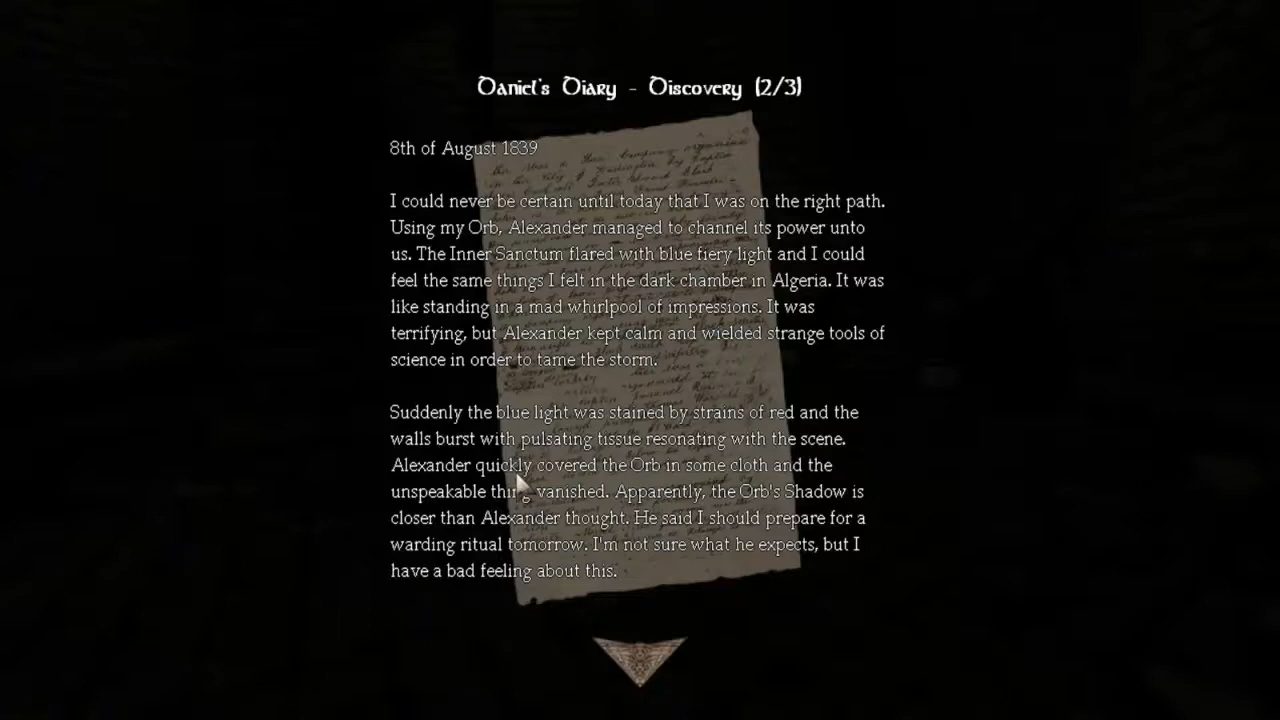 Daniel's Diary - Discovery (2/3)
8th of August 1839
I could never be certain until today that I was on the right path.
Using my Orb, Alexander managed to channel its power unto
us. The Inner Sanctum flared with blue fiery light and I could
feel the same things I felt in the dark chamber in Algeria. It was
like standing in a mad whirlpool of impressions. It was
terrifying, but Alexander kept calm and wielded strange tools of
science in order to tame the storm.
Suddenly the blue light was stained by strains of red and the
walls burst with pulsating tissue resonating with the scene.
Alexander quickly covered the Orb in some cloth and the
unspeakable thing vanished. Apparently, the Orb's Shadow is
closer than Alexander thought. He said I should prepare for a
warding ritual tomorrow. I'm not sure what he expects, but I
have a bad feeling about this.